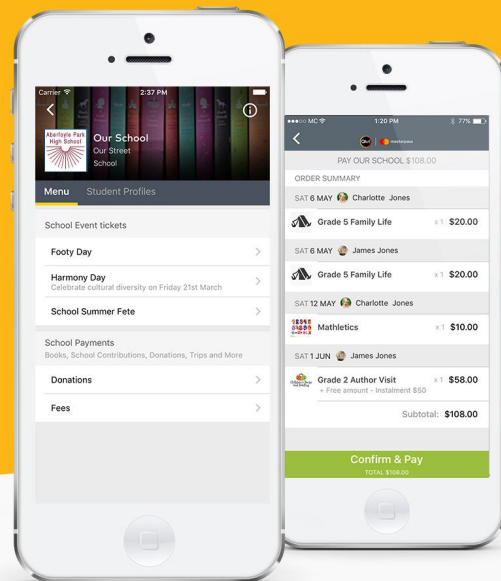 Carrier 2:37 PM
Aberfoyle Park
High School
Our School
Our Street
School
Menu Student Profiles
School Event tickets
Footy Day
Harmony Day
Celebrate cultural diversity on Friday 21st March
School Summer Fete
School Payments
Books, School Contributions, Donations, Trips and More
Donations
Fees
MC 1:20 PM 77%
Qkr! masterpass
PAY OUR SCHOOL $108.00
ORDER SUMMARY
SAT 6 MAY Charlotte Jones
Grade 5 Family Life x 1 $20.00
SAT 6 MAY James Jones
Grade 5 Family Life x 1 $20.00
SAT 12 MAY Charlotte Jones
Mathletics x 1 $10.00
SAT 1 JUN James Jones
Grade 2 Author Visit x 1 $58.00
+ Free amount - Instalment $50
Subtotal: $108.00
Confirm & Pay
TOTAL $108.00